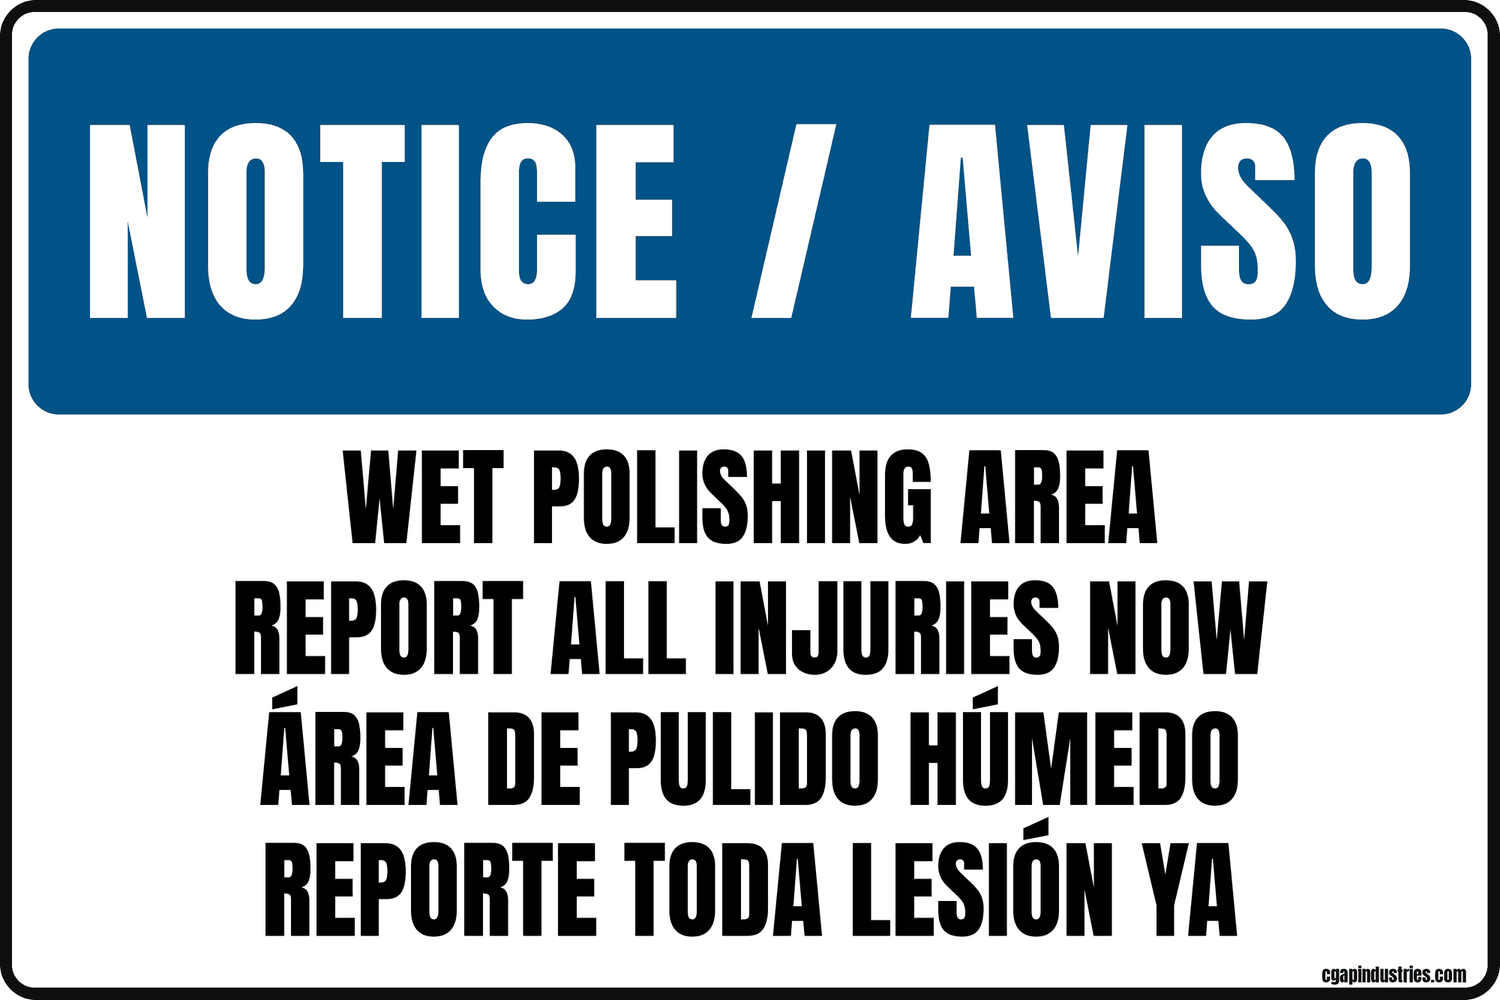 NOTICE / AVISO
WET POLISHING AREA
REPORT ALL INJURIES NOW
ÁREA DE PULIDO HÚMEDO
REPORTE TODA LESIÓN YA
cgapindustries.com